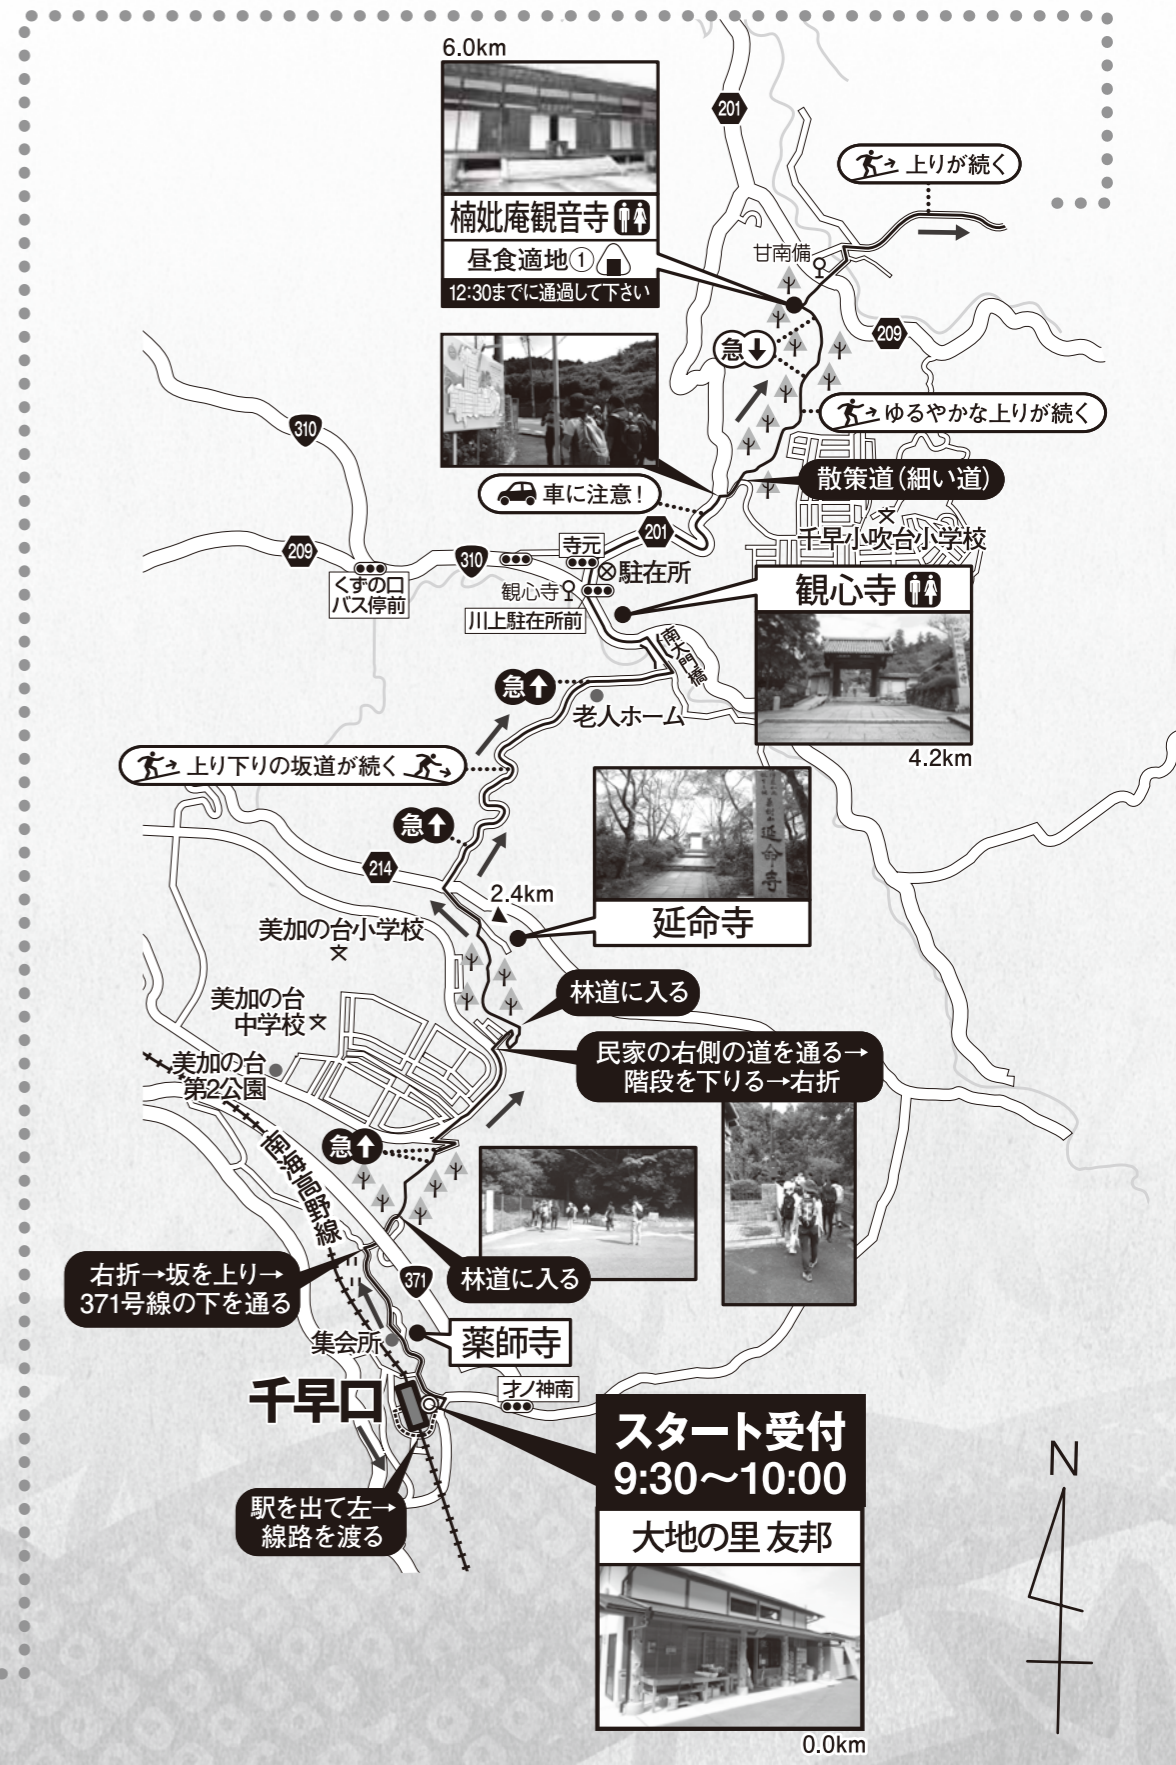 6.0km
201
上りが続く
楠妣庵観音寺
昼食適地①
12:30までに通過して下さい
甘南備
209
急
310
ゆるやかな上りが続く
散策道(細い道)
車に注意!
千早小吹台小学校
201
209
310
寺元
駐在所
くずの口
バス停前
観心寺
川上駐在所前
観心寺
南大門橋
急
老人ホーム
4.2km
上り下りの坂道が続く
急
214
2.4km
延命寺
延命寺
美加の台小学校
林道に入る
美加の台
中学校
民家の右側の道を通る→
階段を下りる→右折
美加の台
第2公園
急
南海高野線
右折→坂を上り→
371号線の下を通る
371
林道に入る
集会所
薬師寺
千早口
才ノ神南
スタート受付
9:30〜10:00
駅を出て左→
線路を渡る
大地の里 友邦
0.0km
N